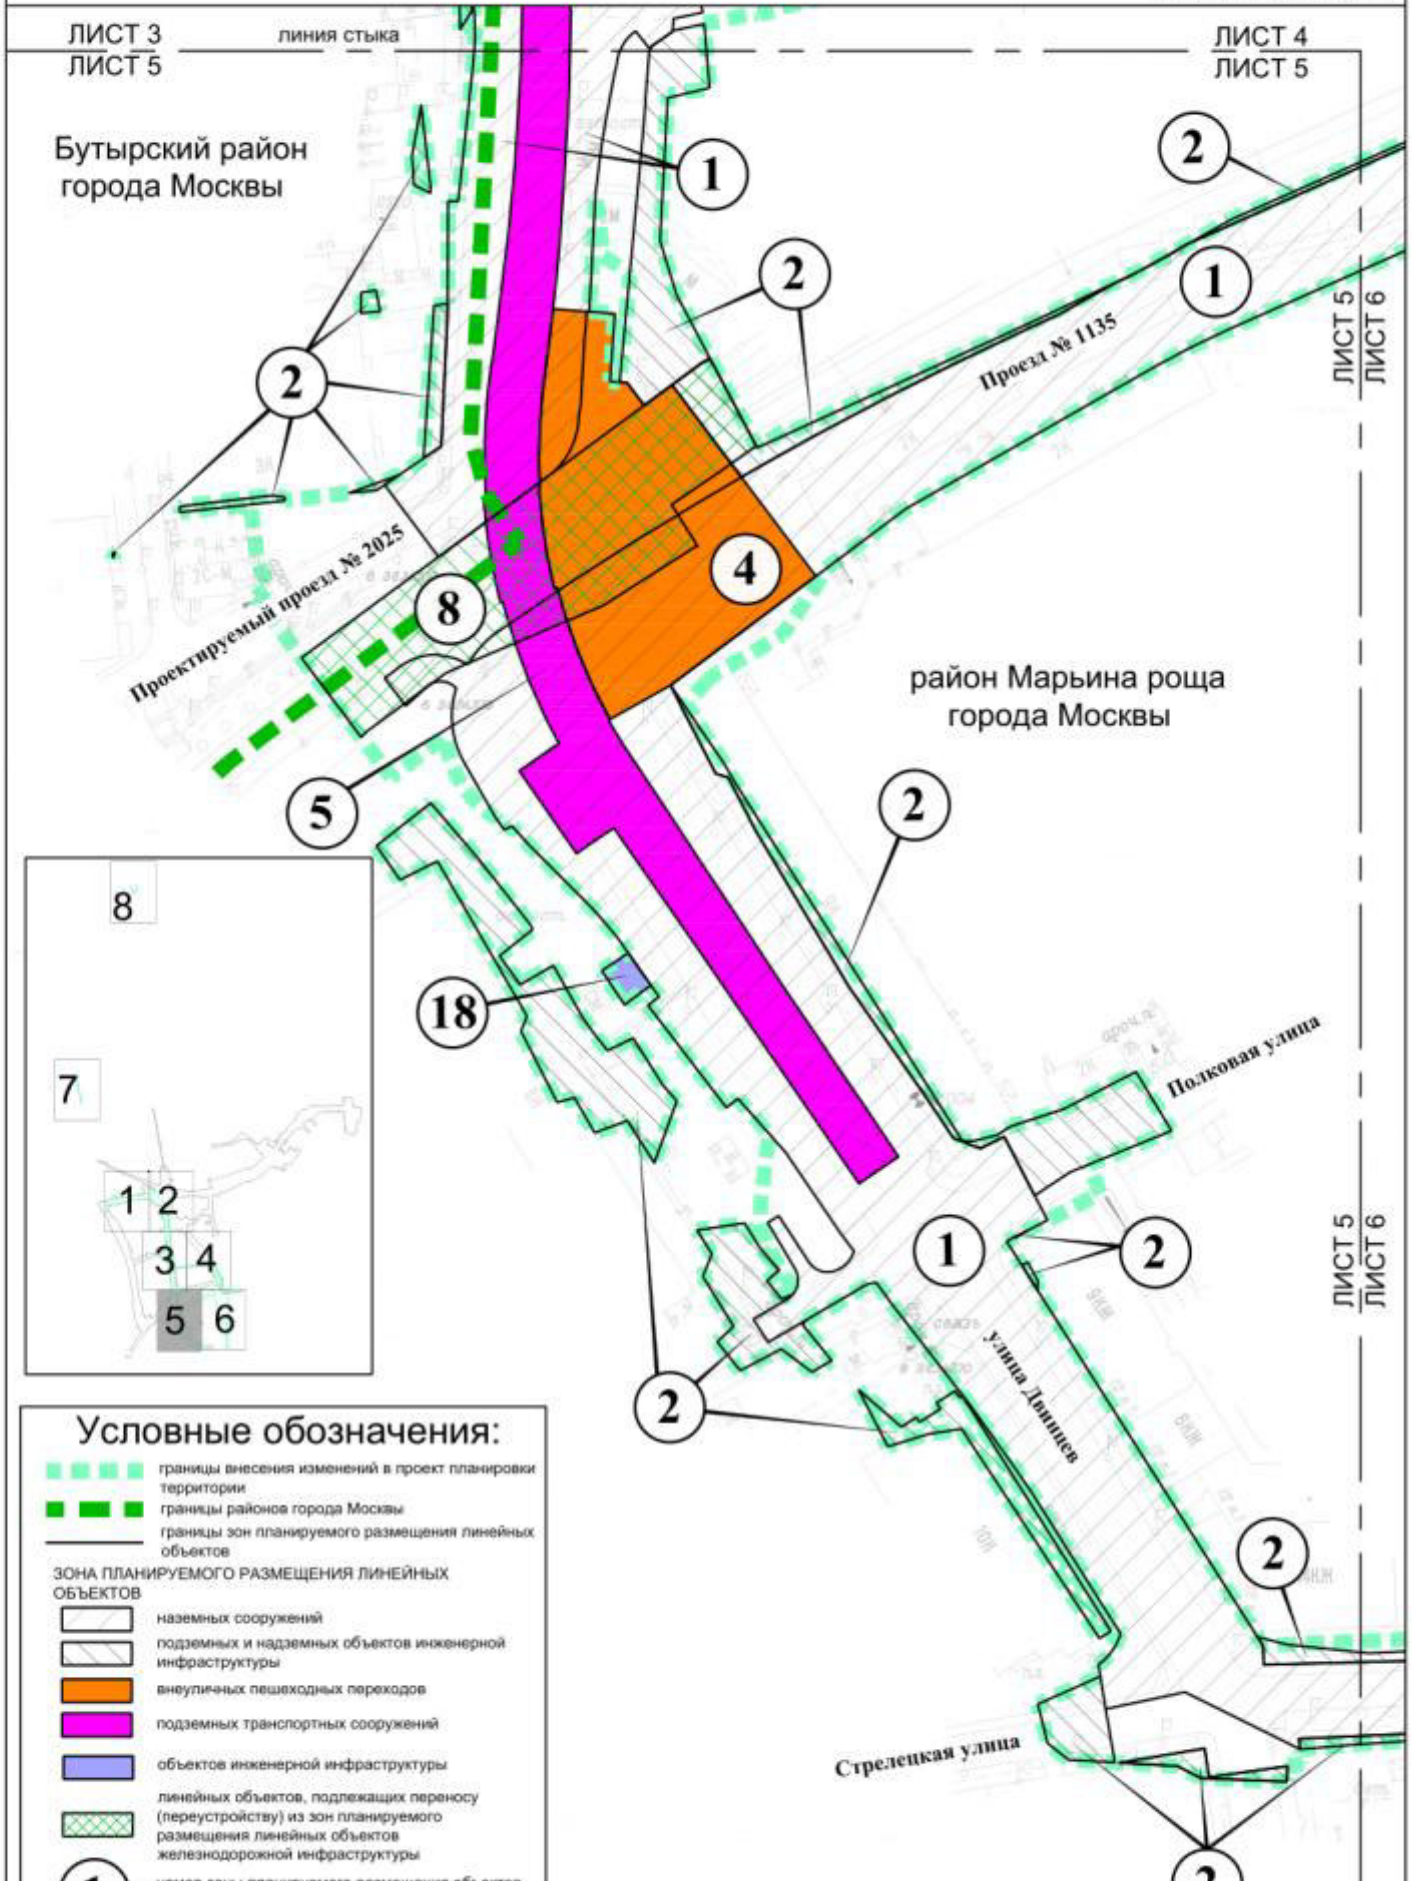 ЛИСТ 3
ЛИСТ 5
линия стыка
ЛИСТ 4
ЛИСТ 5
Бутырский район
города Москвы
1
2
1
2
ЛИСТ 5
ЛИСТ 6
Проезд № 1135
2
Проектируемый проезд № 2025
8
4
район Марьина роща
города Москвы
5
2
18
Полковая улица
8
7
1
2
3
4
5
6
1
2
ЛИСТ 5
ЛИСТ 6
улица Двинцев
2
2
Стрелецкая улица
2
Условные обозначения:
границы внесения изменений в проект планировки
территории
границы районов города Москвы
границы зон планируемого размещения линейных
объектов
ЗОНА ПЛАНИРУЕМОГО РАЗМЕЩЕНИЯ ЛИНЕЙНЫХ
ОБЪЕКТОВ
наземных сооружений
подземных и надземных объектов инженерной
инфраструктуры
внеуличных пешеходных переходов
подземных транспортных сооружений
объектов инженерной инфраструктуры
линейных объектов, подлежащих переносу
(переустройству) из зон планируемого
размещения линейных объектов
железнодорожной инфраструктуры